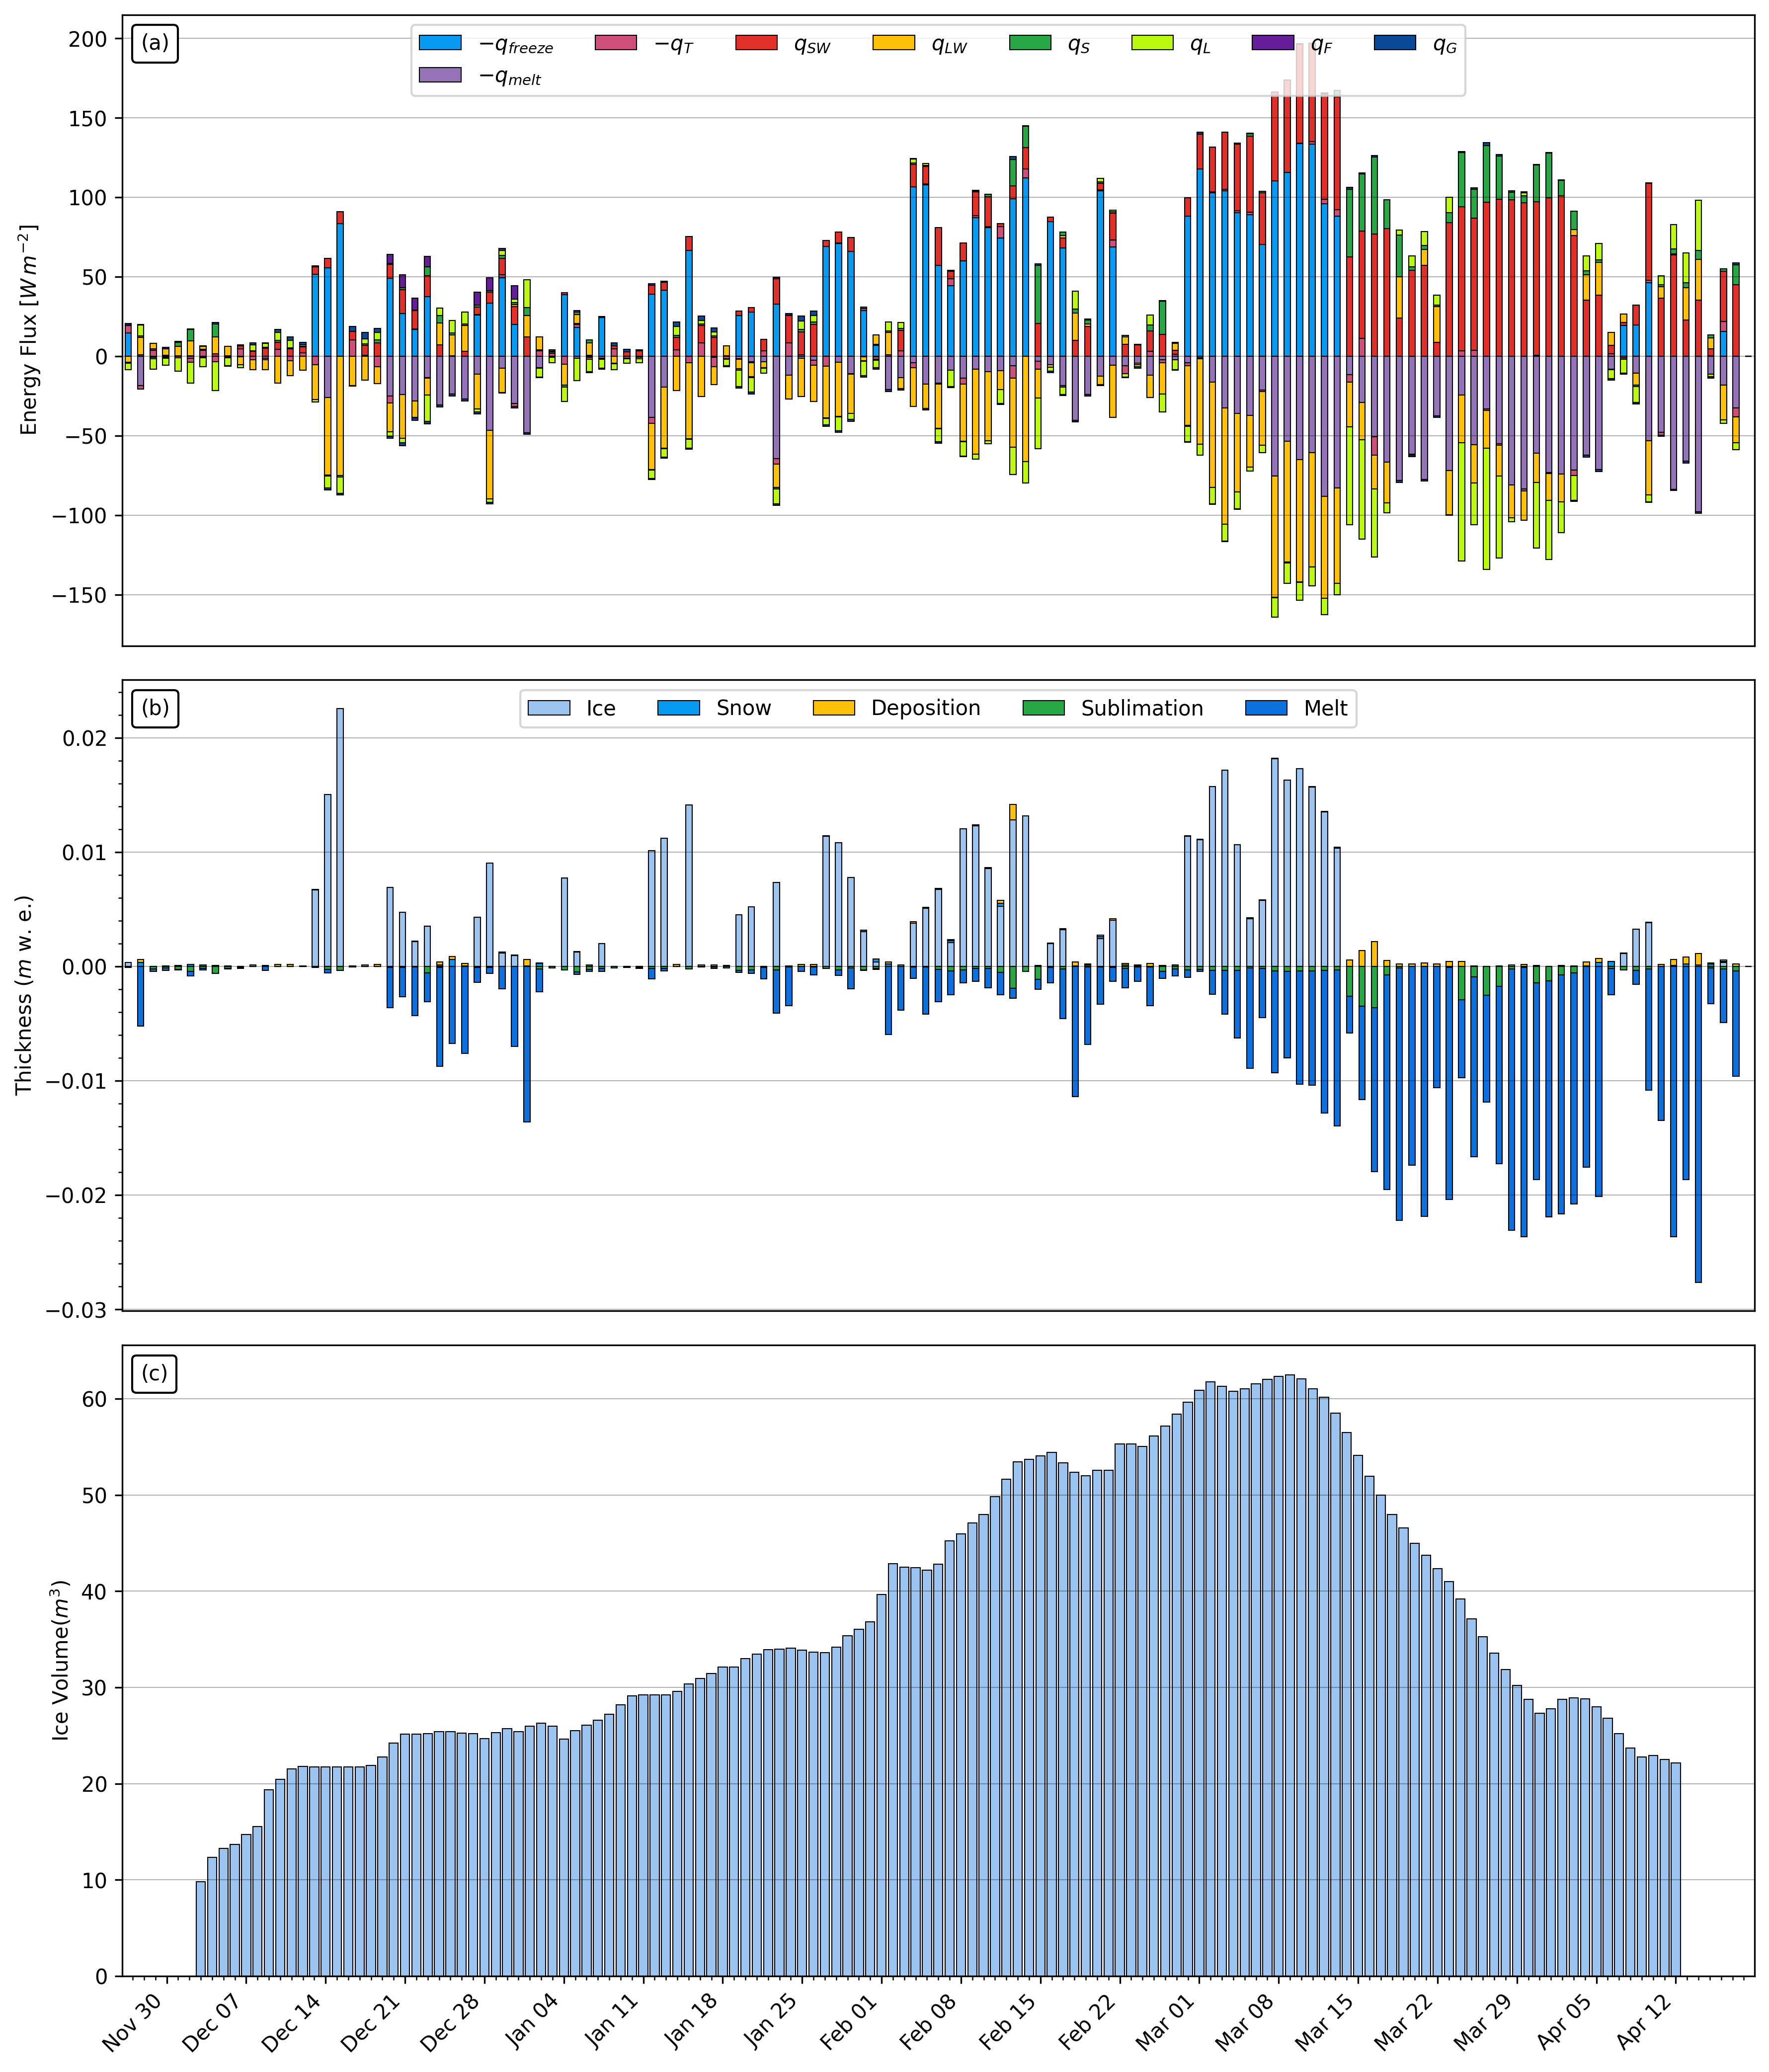 (a)
−q_freeze −q_T q_SW q_LW q_S q_L q_F q_G
−q_melt
Energy Flux [W m⁻²]
200
150
100
50
0
−50
−100
−150
(b)
Ice Snow Deposition Sublimation Melt
Thickness (m w. e.)
0.02
0.01
0.00
−0.01
−0.02
−0.03
(c)
Ice Volume(m³)
60
50
40
30
20
10
0
Nov 30 Dec 07 Dec 14 Dec 21 Dec 28 Jan 04 Jan 11 Jan 18 Jan 25 Feb 01 Feb 08 Feb 15 Feb 22 Mar 01 Mar 08 Mar 15 Mar 22 Mar 29 Apr 05 Apr 12